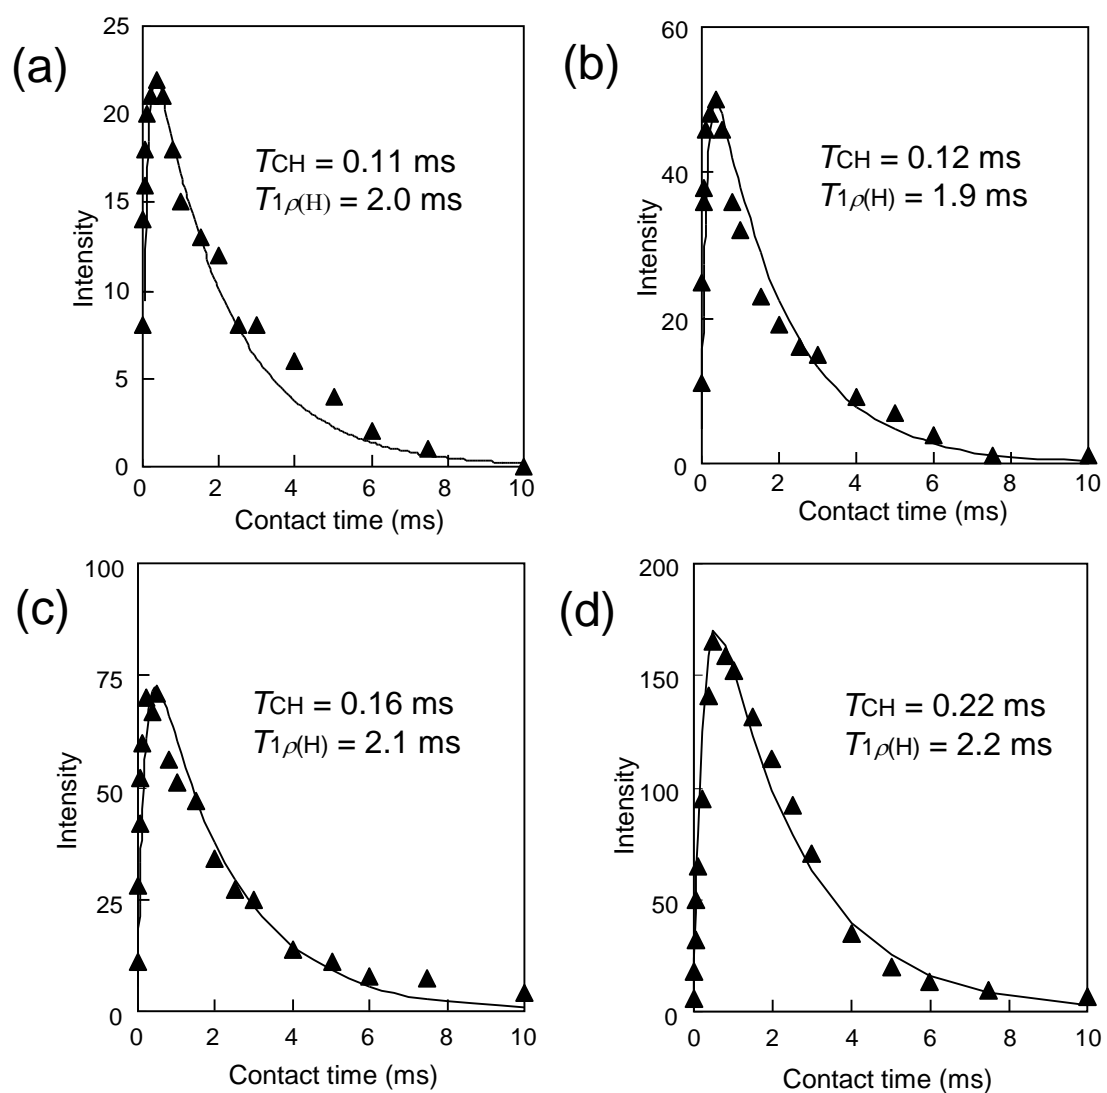 (a)
25
20
15
10
5
0
Intensity
TCH = 0.11 ms
T1ρ(H) = 2.0 ms
0 2 4 6 8 10
Contact time (ms)
(b)
60
40
20
0
Intensity
TCH = 0.12 ms
T1ρ(H) = 1.9 ms
0 2 4 6 8 10
Contact time (ms)
(c)
100
75
50
25
0
Intensity
TCH = 0.16 ms
T1ρ(H) = 2.1 ms
0 2 4 6 8 10
Contact time (ms)
(d)
200
150
100
50
0
Intensity
TCH = 0.22 ms
T1ρ(H) = 2.2 ms
0 2 4 6 8 10
Contact time (ms)